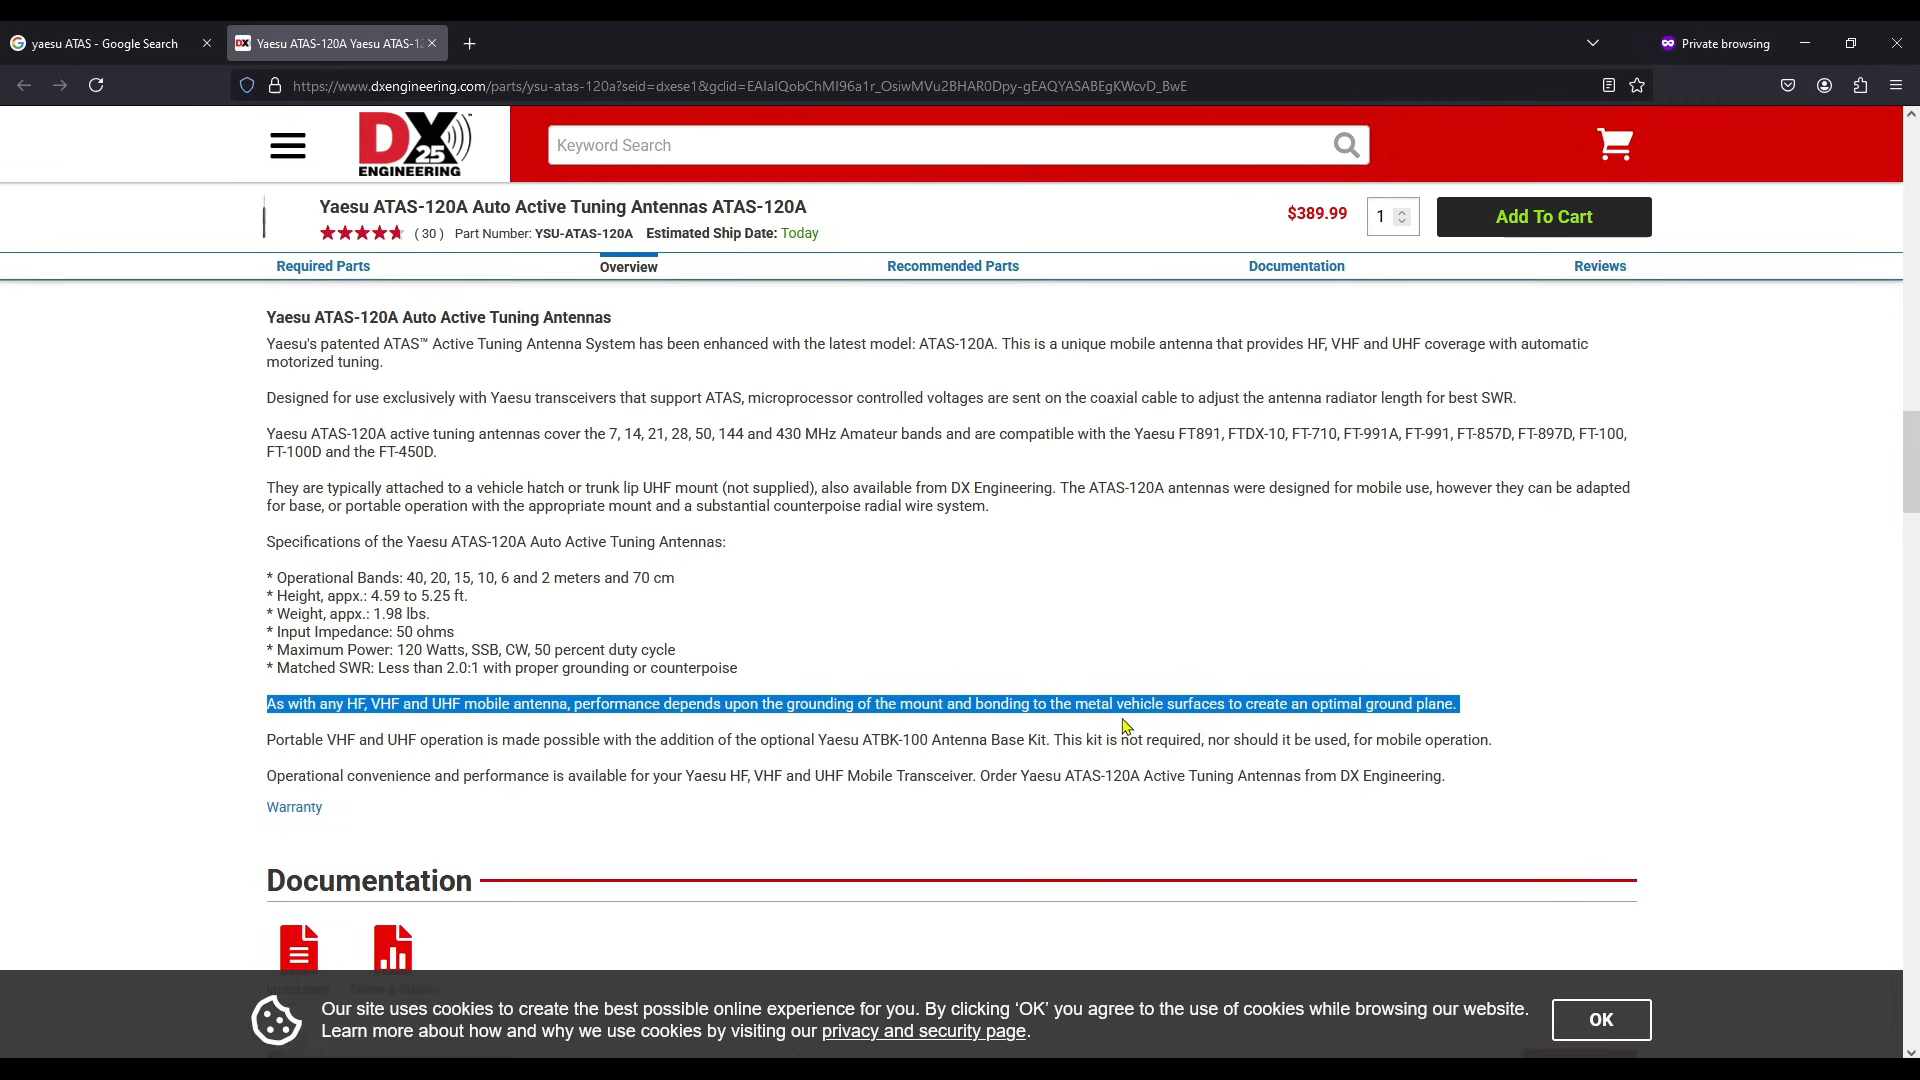 yaesu ATAS - Google Search
Yaesu ATAS-120A Yaesu ATAS-12
Private browsing
https://www.dxengineering.com/parts/ysu-atas-120a?seid=dxese1&gclid=EAIaIQobChMI96a1r_OsiwMVu2BHAR0Dpy-gEAQYASABEgKWcvD_BwE
DX
25
ENGINEERING
Keyword Search
Yaesu ATAS-120A Auto Active Tuning Antennas ATAS-120A
( 30 ) Part Number: YSU-ATAS-120A Estimated Ship Date: Today
$389.99
1
Add To Cart
Required Parts
Overview
Recommended Parts
Documentation
Reviews
Yaesu ATAS-120A Auto Active Tuning Antennas
Yaesu's patented ATAS™ Active Tuning Antenna System has been enhanced with the latest model: ATAS-120A. This is a unique mobile antenna that provides HF, VHF and UHF coverage with automatic
motorized tuning.
Designed for use exclusively with Yaesu transceivers that support ATAS, microprocessor controlled voltages are sent on the coaxial cable to adjust the antenna radiator length for best SWR.
Yaesu ATAS-120A active tuning antennas cover the 7, 14, 21, 28, 50, 144 and 430 MHz Amateur bands and are compatible with the Yaesu FT891, FTDX-10, FT-710, FT-991A, FT-991, FT-857D, FT-897D, FT-100,
FT-100D and the FT-450D.
They are typically attached to a vehicle hatch or trunk lip UHF mount (not supplied), also available from DX Engineering. The ATAS-120A antennas were designed for mobile use, however they can be adapted
for base, or portable operation with the appropriate mount and a substantial counterpoise radial wire system.
Specifications of the Yaesu ATAS-120A Auto Active Tuning Antennas:
* Operational Bands: 40, 20, 15, 10, 6 and 2 meters and 70 cm
* Height, appx.: 4.59 to 5.25 ft.
* Weight, appx.: 1.98 lbs.
* Input Impedance: 50 ohms
* Maximum Power: 120 Watts, SSB, CW, 50 percent duty cycle
* Matched SWR: Less than 2.0:1 with proper grounding or counterpoise
As with any HF, VHF and UHF mobile antenna, performance depends upon the grounding of the mount and bonding to the metal vehicle surfaces to create an optimal ground plane.
Portable VHF and UHF operation is made possible with the addition of the optional Yaesu ATBK-100 Antenna Base Kit. This kit is not required, nor should it be used, for mobile operation.
Operational convenience and performance is available for your Yaesu HF, VHF and UHF Mobile Transceiver. Order Yaesu ATAS-120A Active Tuning Antennas from DX Engineering.
Warranty
Documentation
Our site uses cookies to create the best possible online experience for you. By clicking ‘OK’ you agree to the use of cookies while browsing our website.
Learn more about how and why we use cookies by visiting our privacy and security page.
OK